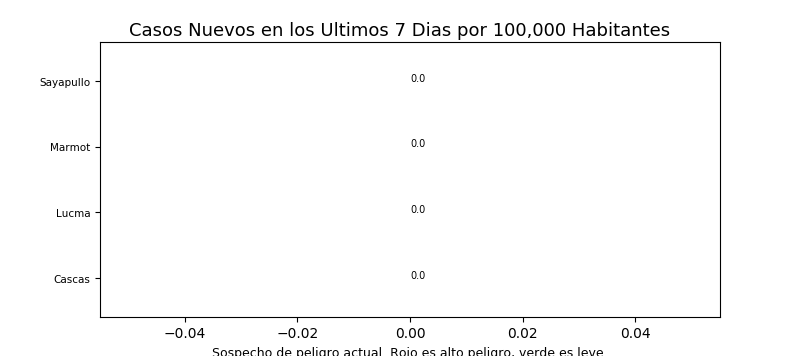 Casos Nuevos en los Ultimos 7 Dias por 100,000 Habitantes
Sayapullo 0.0
Marmot 0.0
Lucma 0.0
Cascas 0.0
−0.04 −0.02 0.00 0.02 0.04
Sospecho de peligro actual. Rojo es alto peligro, verde es leve